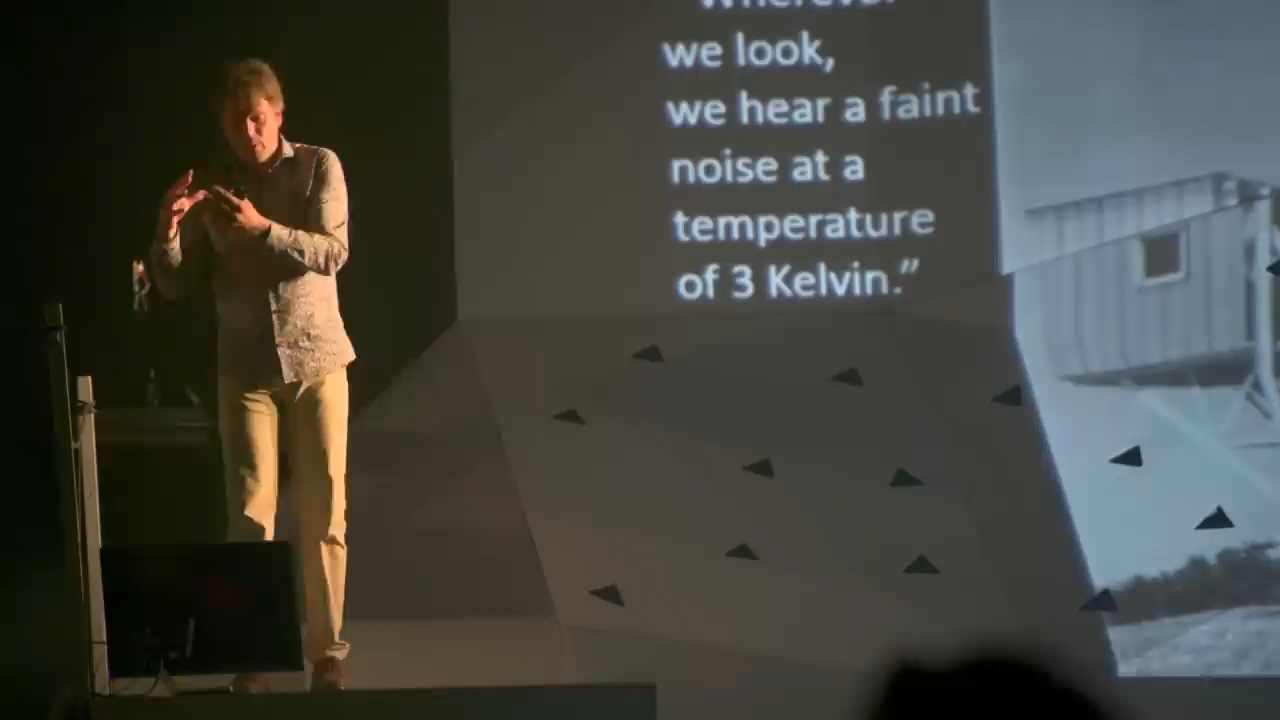 we look,
we hear a faint
noise at a
temperature
of 3 Kelvin.”